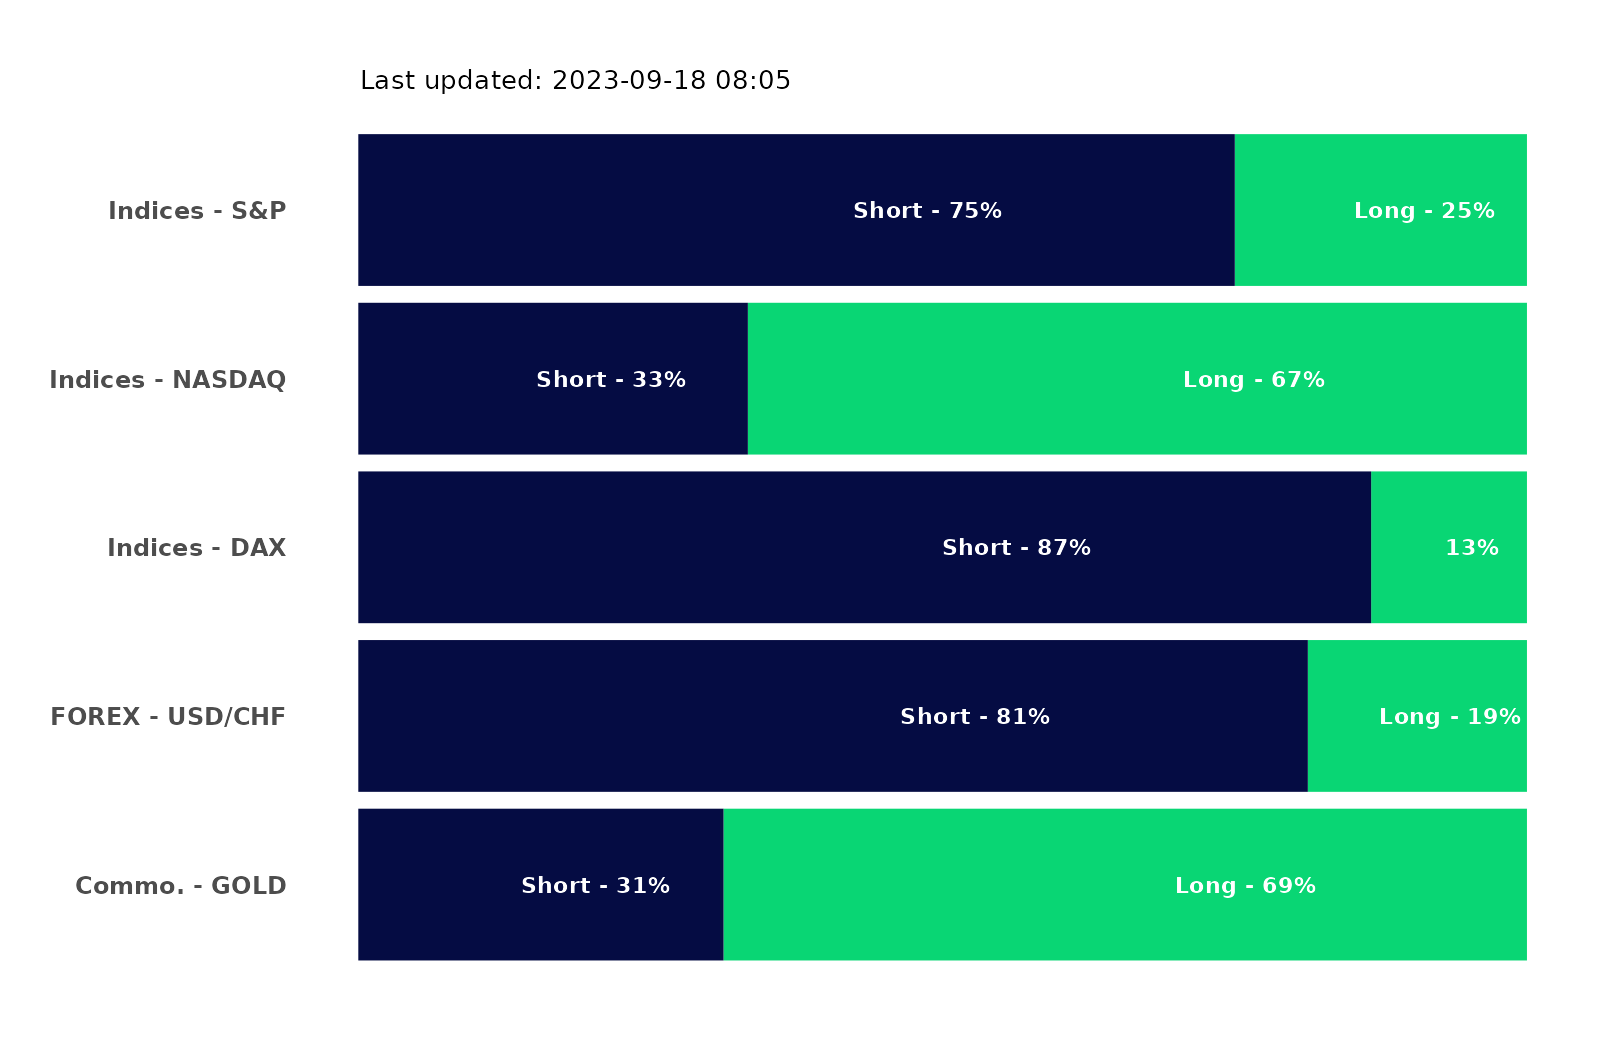 Last updated: 2023-09-18 08:05
Indices - S&P Short - 75% Long - 25%
Indices - NASDAQ Short - 33% Long - 67%
Indices - DAX Short - 87% 13%
FOREX - USD/CHF Short - 81% Long - 19%
Commo. - GOLD Short - 31% Long - 69%